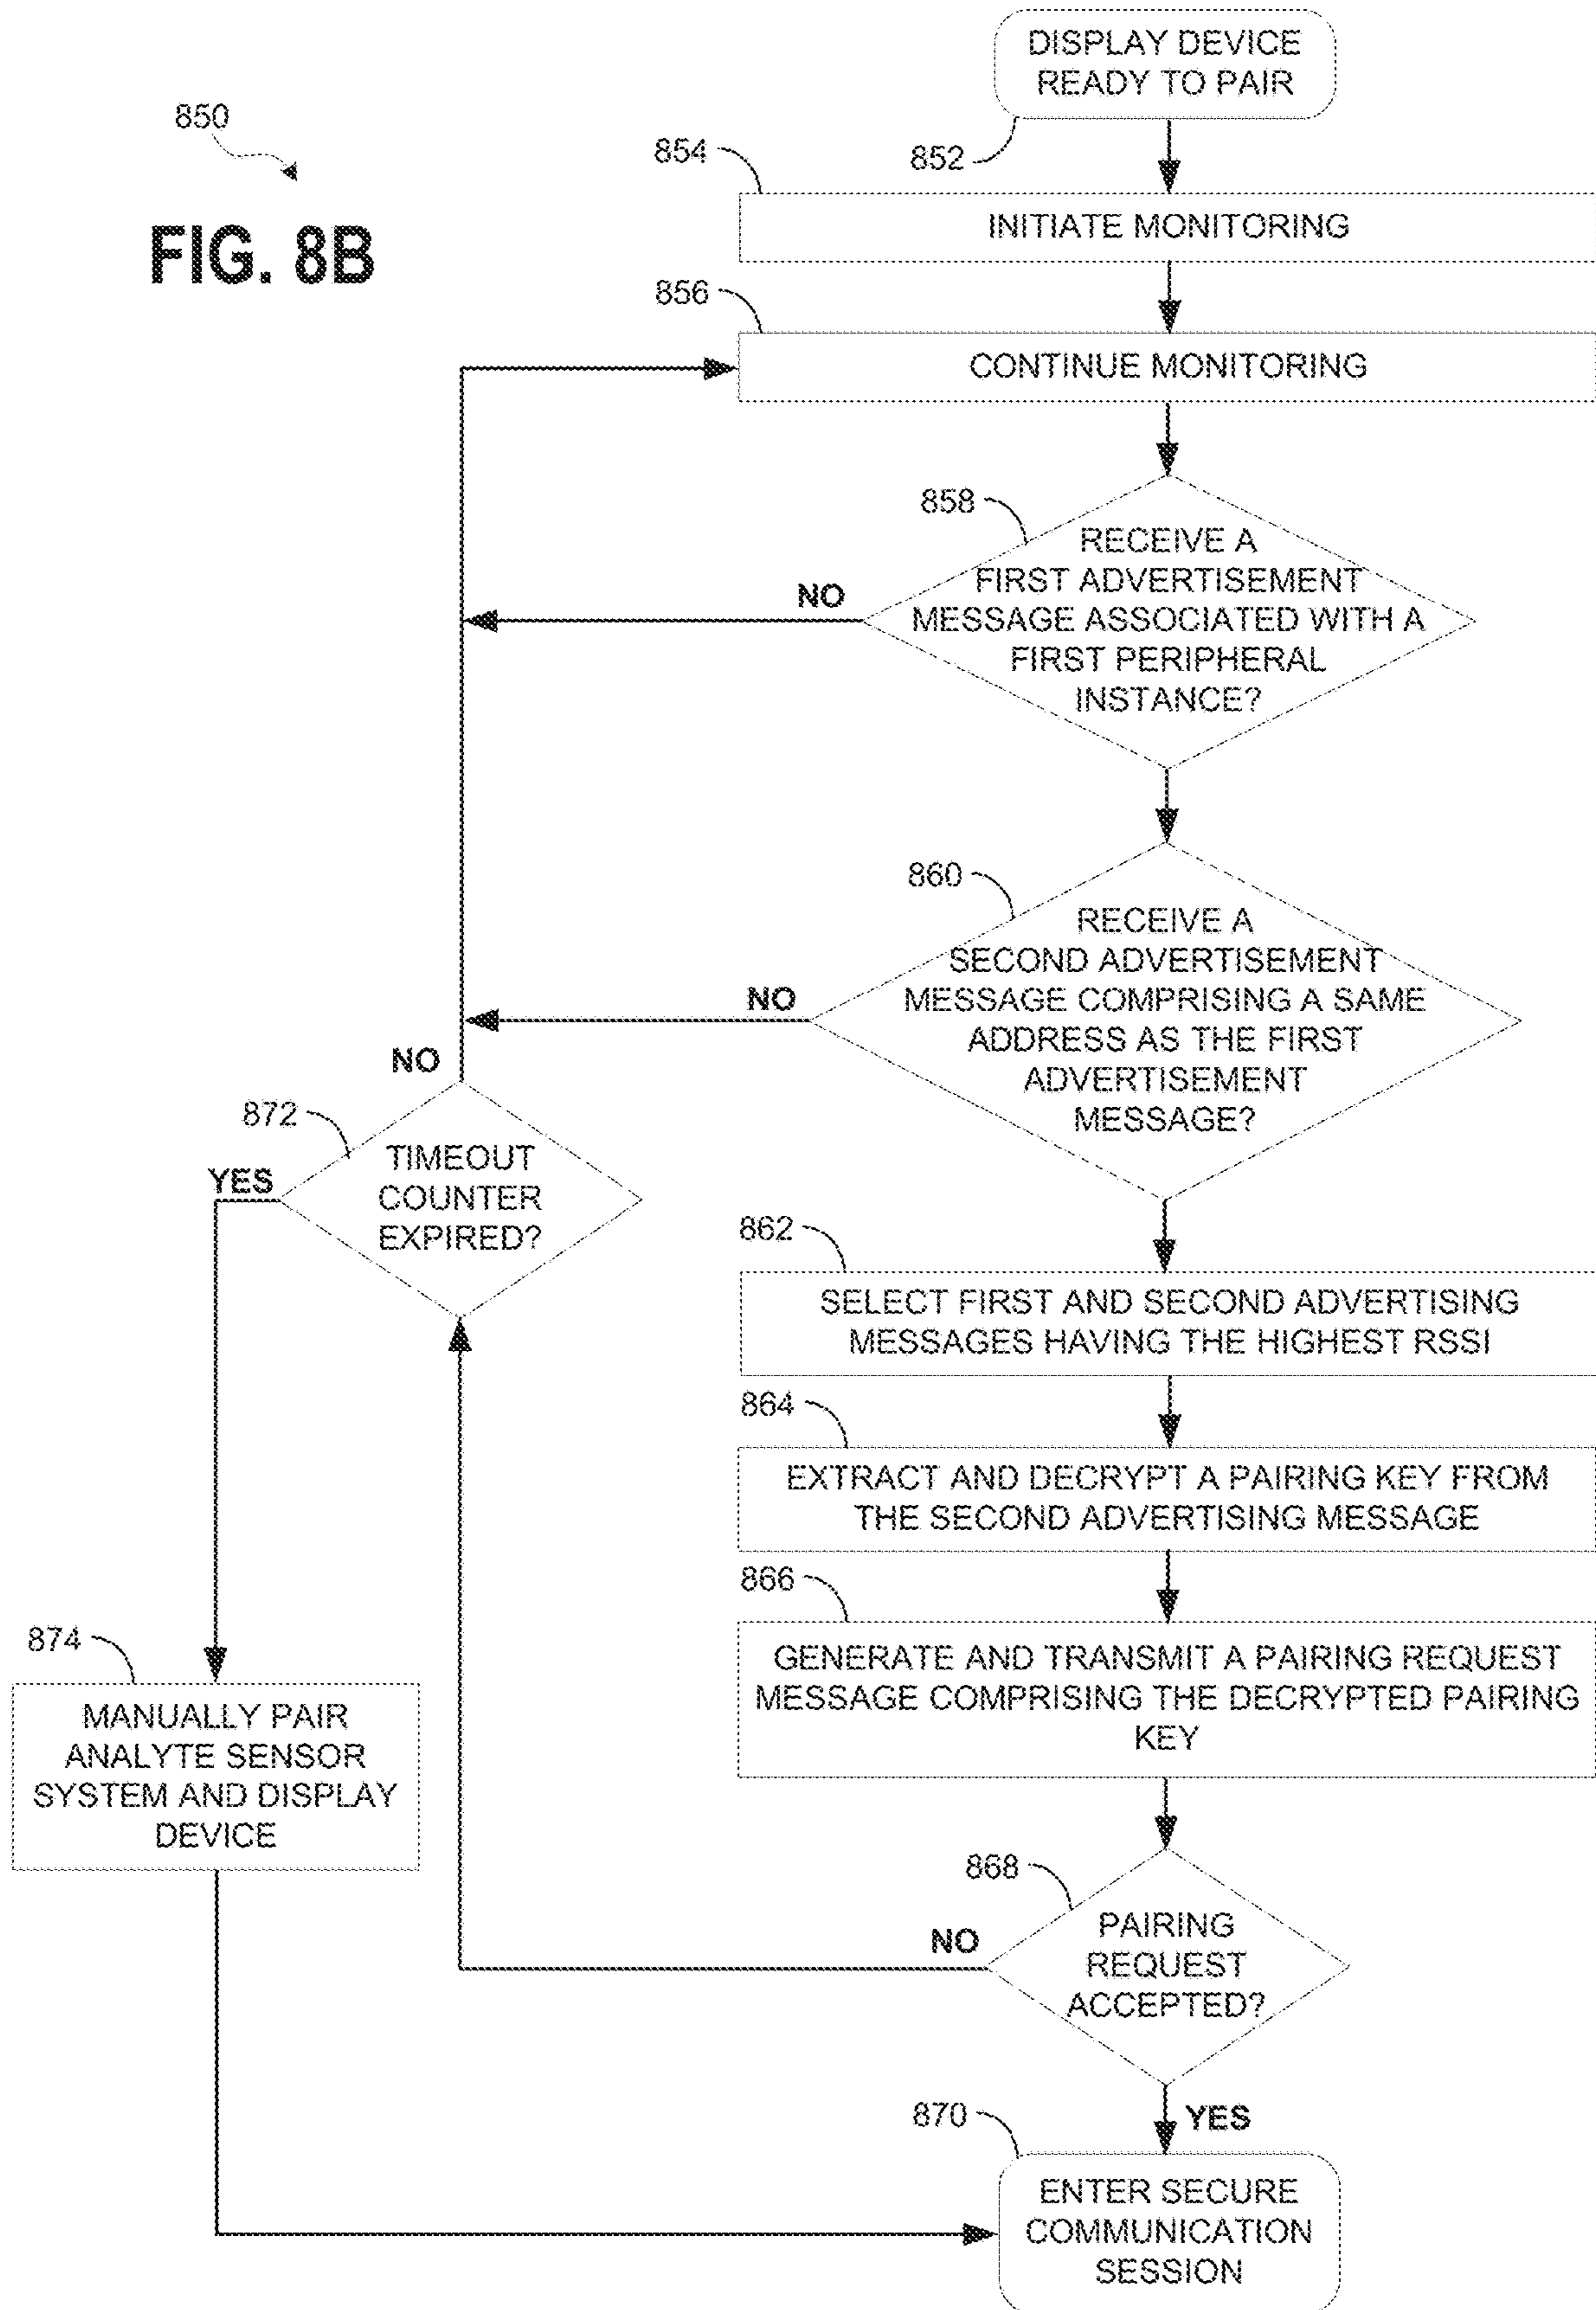 DISPLAY DEVICE
READY TO PAIR
850
852
854
INITIATE MONITORING
FIG. 8B
856
CONTINUE MONITORING
858
RECEIVE A
FIRST ADVERTISEMENT
MESSAGE ASSOCIATED WITH A
FIRST PERIPHERAL
INSTANCE?
NO
860
RECEIVE A
SECOND ADVERTISEMENT
MESSAGE COMPRISING A SAME
ADDRESS AS THE FIRST
ADVERTISEMENT
MESSAGE?
NO
NO
872
TIMEOUT
COUNTER
EXPIRED?
YES
862
SELECT FIRST AND SECOND ADVERTISING
MESSAGES HAVING THE HIGHEST RSSI
864
EXTRACT AND DECRYPT A PAIRING KEY FROM
THE SECOND ADVERTISING MESSAGE
866
GENERATE AND TRANSMIT A PAIRING REQUEST
MESSAGE COMPRISING THE DECRYPTED PAIRING
KEY
874
MANUALLY PAIR
ANALYTE SENSOR
SYSTEM AND DISPLAY
DEVICE
868
PAIRING
REQUEST
ACCEPTED?
NO
YES
870
ENTER SECURE
COMMUNICATION
SESSION